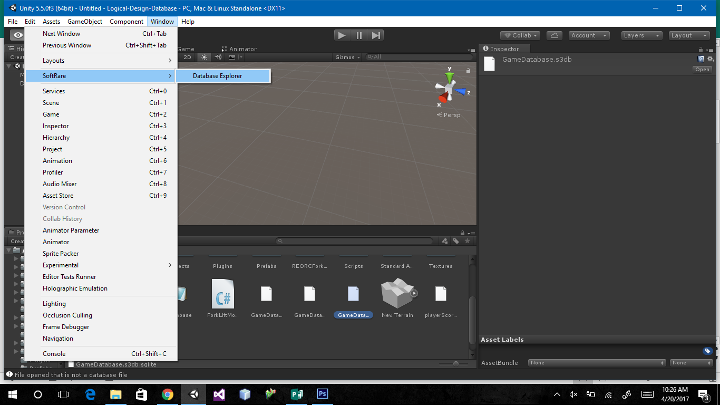 Unity 5.5.0f3 (64bit) - Untitled - Logical-Design-Database - PC, Mac & Linux Standalone <DX11>
File Edit Assets GameObject Component Window Help
Collab Account Layers Layout
Next Window Ctrl+Tab
Previous Window Ctrl+Shift+Tab
Layouts
SoftRare
Database Explorer
Services Ctrl+0
Scene Ctrl+1
Game Ctrl+2
Inspector Ctrl+3
Hierarchy Ctrl+4
Project Ctrl+5
Animation Ctrl+6
Profiler Ctrl+7
Audio Mixer Ctrl+8
Asset Store Ctrl+9
Version Control
Collab History
Animator Parameter
Animator
Sprite Packer
Experimental
Editor Tests Runner
Holographic Emulation
Lighting
Occlusion Culling
Frame Debugger
Navigation
Console Ctrl+Shift+C
Game Animator
2D Gizmos
y
x
z
Persp
Inspector
GameDatabase.s3db
Open
Plugins Prefabs REORGFork... Scripts Standard A... Textures
ForkLiftMo... GameData... GameData... GameData... New Terrain playerScor...
GameDatabase.s3db.sqlite
Asset Labels
AssetBundle None None
File opened that is not a database file
10:26 AM
4/20/2017